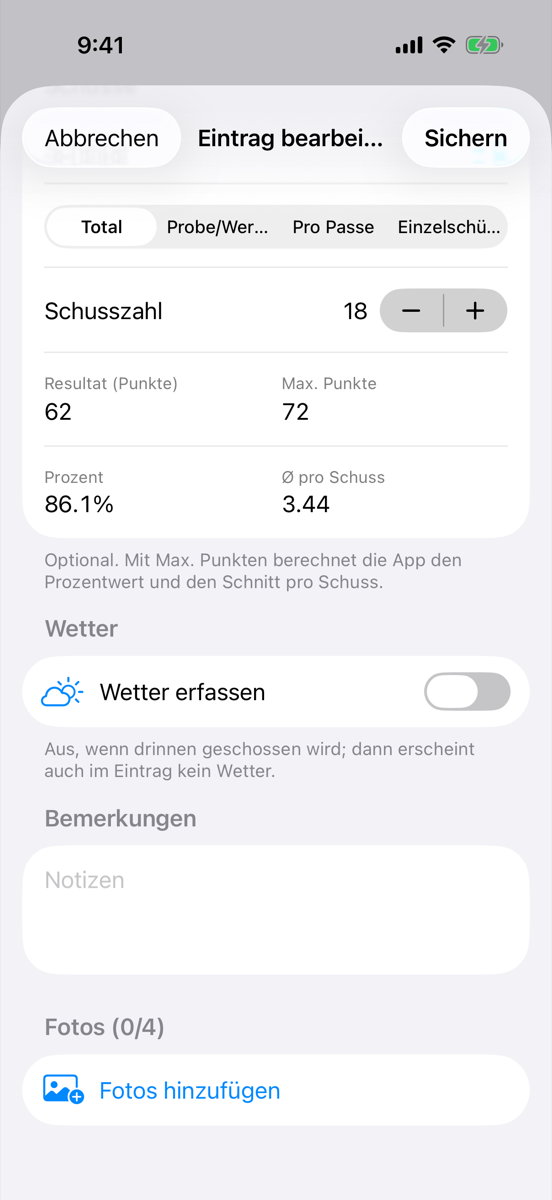 9:41
Abbrechen
Eintrag bearbei...
Sichern
Total
Probe/Wer...
Pro Passe
Einzelschü...
Schusszahl
18
Resultat (Punkte)
Max. Punkte
62
72
Prozent
Ø pro Schuss
86.1%
3.44
Optional. Mit Max. Punkten berechnet die App den
Prozentwert und den Schnitt pro Schuss.
Wetter
Wetter erfassen
Aus, wenn drinnen geschossen wird; dann erscheint
auch im Eintrag kein Wetter.
Bemerkungen
Notizen
Fotos (0/4)
Fotos hinzufügen